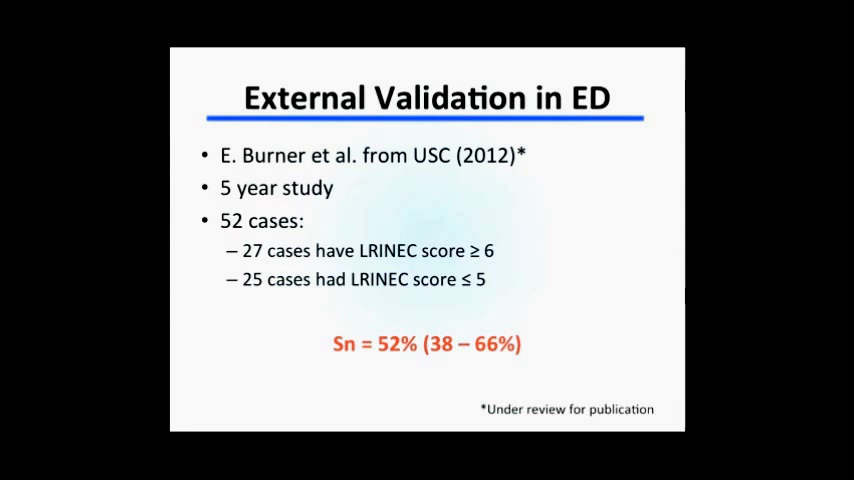 External Validation in ED
• E. Burner et al. from USC (2012)*
• 5 year study
• 52 cases:
– 27 cases have LRINEC score ≥ 6
– 25 cases had LRINEC score ≤ 5
Sn = 52% (38 – 66%)
*Under review for publication